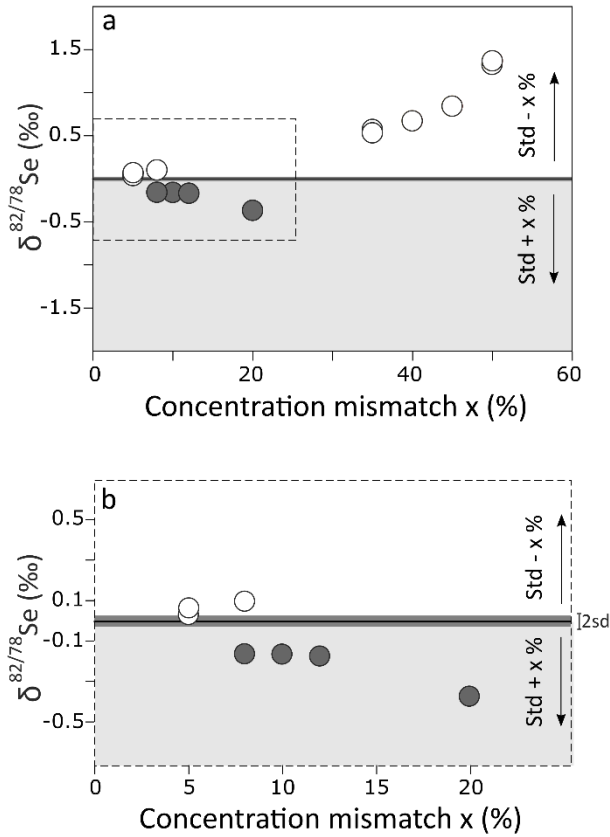 a
1.5
0.5
-0.5
-1.5
δ82/78Se (‰)
Std - x %
Std + x %
0
20
40
60
Concentration mismatch x (%)
b
0.5
0.1
-0.1
-0.5
δ82/78Se (‰)
Std - x %
2sd
Std + x %
0
5
10
15
20
Concentration mismatch x (%)